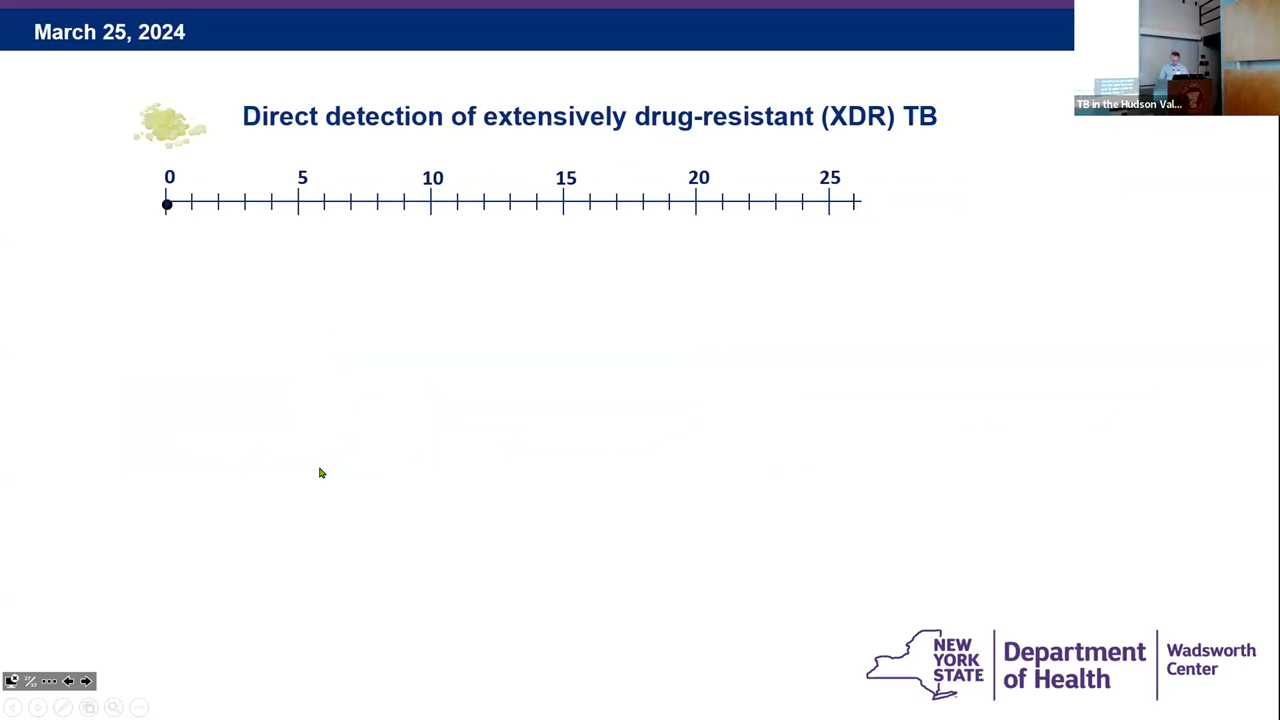 March 25, 2024
TB in the Hudson Val...
Direct detection of extensively drug-resistant (XDR) TB
0 5 10 15 20 25
NEW
YORK
STATE
Department
of Health
Wadsworth
Center